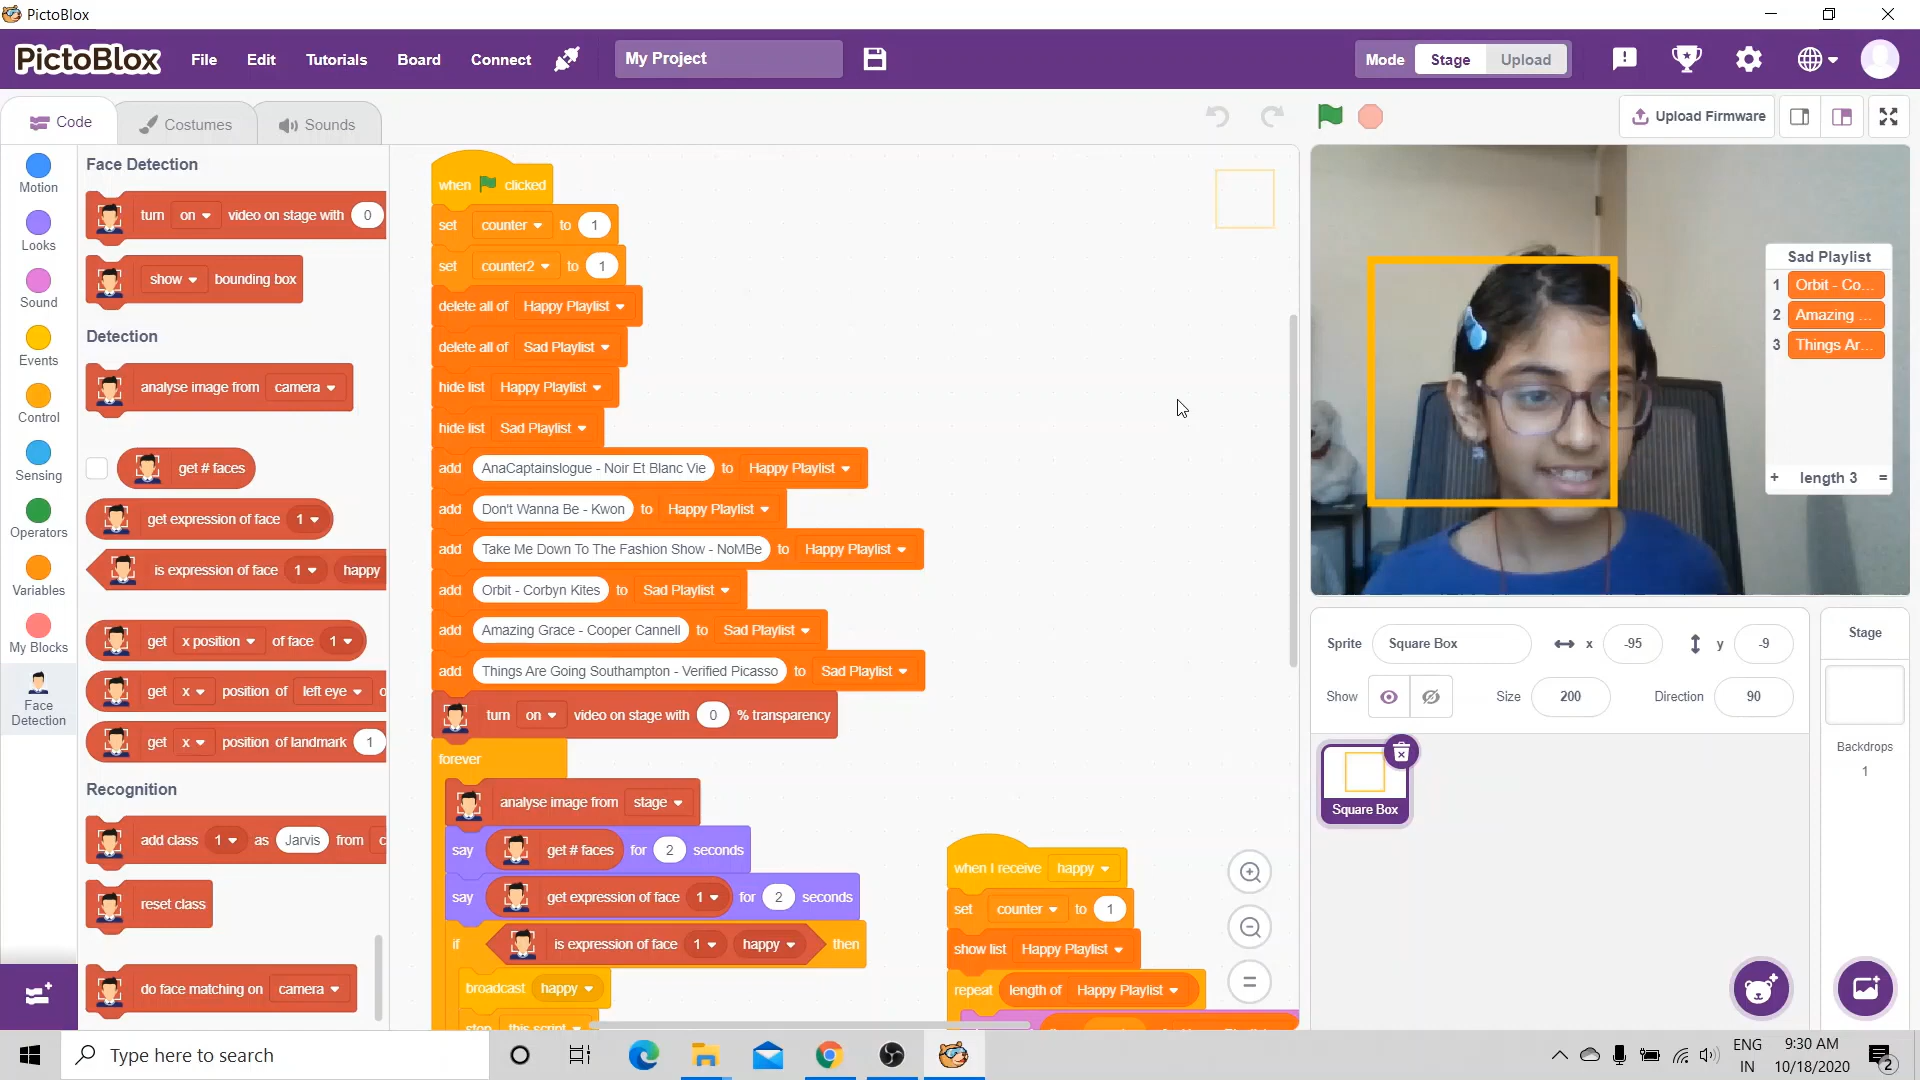 PictoBlox
PictoBlox File Edit Tutorials Board Connect My Project Mode Stage Upload
Code Costumes Sounds Upload Firmware
Motion
Looks
Sound
Events
Control
Sensing
Operators
Variables
My Blocks
Face
Detection
Face Detection
turn on video on stage with 0
show bounding box
Detection
analyse image from camera
get # faces
get expression of face 1
is expression of face 1 happy
get x position of face 1
get x position of left eye
get x position of landmark 1
Recognition
add class 1 as Jarvis from
reset class
do face matching on camera
when clicked
set counter to 1
set counter2 to 1
delete all of Happy Playlist
delete all of Sad Playlist
hide list Happy Playlist
hide list Sad Playlist
add AnaCaptainslogue - Noir Et Blanc Vie to Happy Playlist
add Don't Wanna Be - Kwon to Happy Playlist
add Take Me Down To The Fashion Show - NoMBe to Happy Playlist
add Orbit - Corbyn Kites to Sad Playlist
add Amazing Grace - Cooper Cannell to Sad Playlist
add Things Are Going Southampton - Verified Picasso to Sad Playlist
turn on video on stage with 0 % transparency
forever
analyse image from stage
say get # faces for 2 seconds
say get expression of face 1 for 2 seconds
if is expression of face 1 happy then
broadcast happy
stop this script
when I receive happy
set counter to 1
show list Happy Playlist
repeat length of Happy Playlist
Sad Playlist
1 Orbit - Co...
2 Amazing ...
3 Things Ar...
+ length 3 =
Sprite Square Box x -95 y -9
Show Size 200 Direction 90
Square Box
Stage
Backdrops
1
Type here to search
ENG
IN
9:30 AM
10/18/2020
2